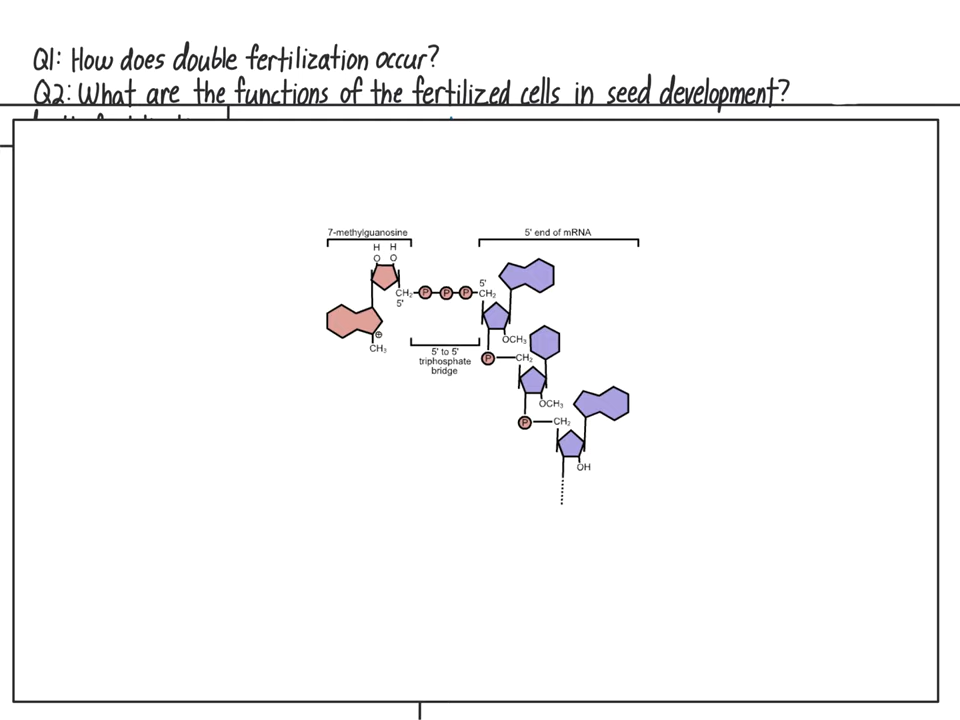 Q1: How does double fertilization occur?
Q2: What are the functions of the fertilized cells in seed development?
7-methylguanosine
5' end of mRNA
H H
O O
CH₂
5'
P P P
5'
CH₂
⊕
CH₃
OCH₃
5' to 5'
triphosphate
bridge
P
CH₂
OCH₃
P
CH₂
OH